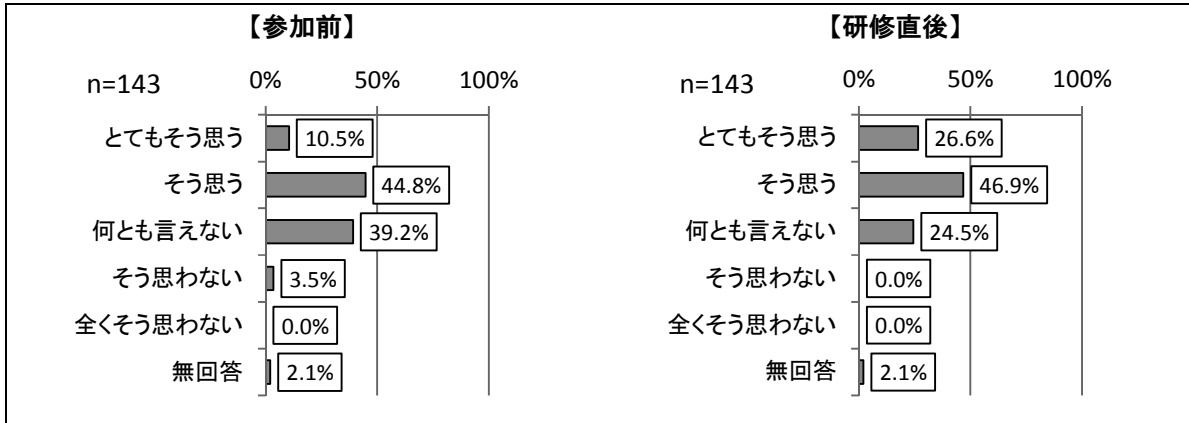 【参加前】
n=143
0% 50% 100%
とてもそう思う 10.5%
そう思う 44.8%
何とも言えない 39.2%
そう思わない 3.5%
全くそう思わない 0.0%
無回答 2.1%
【研修直後】
n=143
0% 50% 100%
とてもそう思う 26.6%
そう思う 46.9%
何とも言えない 24.5%
そう思わない 0.0%
全くそう思わない 0.0%
無回答 2.1%